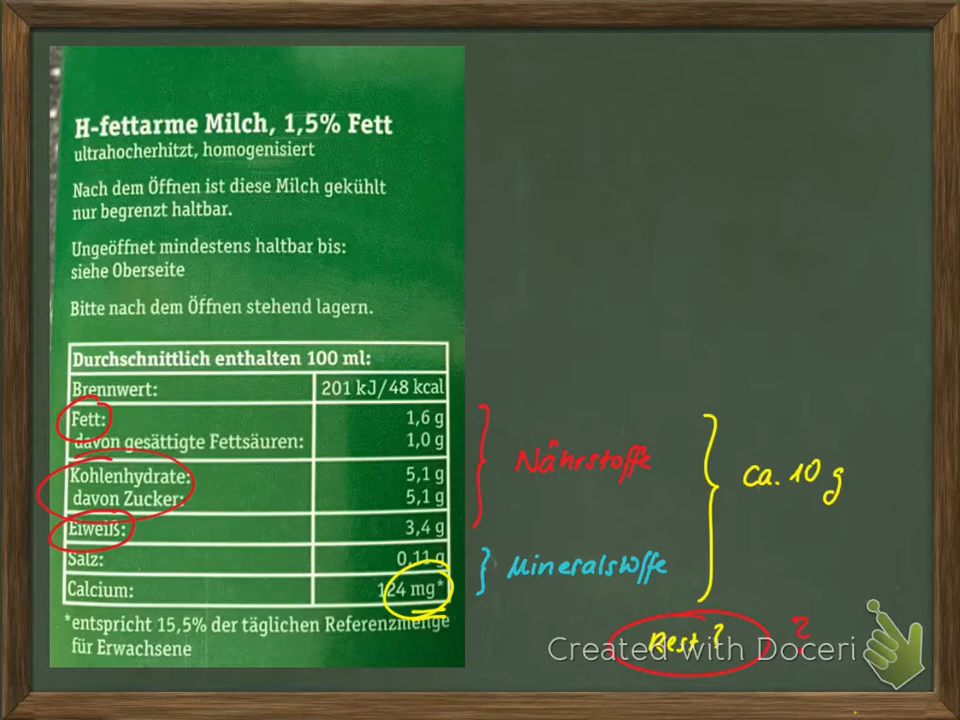 H-fettarme Milch, 1,5% Fett
ultrahocherhitzt, homogenisiert
Nach dem Öffnen ist diese Milch gekühlt
nur begrenzt haltbar.
Ungeöffnet mindestens haltbar bis:
siehe Oberseite
Bitte nach dem Öffnen stehend lagern.
Durchschnittlich enthalten 100 ml:
Brennwert: 201 kJ/48 kcal
Fett: 1,6 g
davon gesättigte Fettsäuren: 1,0 g
Kohlenhydrate: 5,1 g
davon Zucker: 5,1 g
Eiweiß: 3,4 g
Salz: 0,11 g
Calcium: 124 mg*
*entspricht 15,5% der täglichen Referenzmenge
für Erwachsene
Nährstoffe
Mineralstoffe
ca. 10 g
Rest ? ?
Created with Doceri